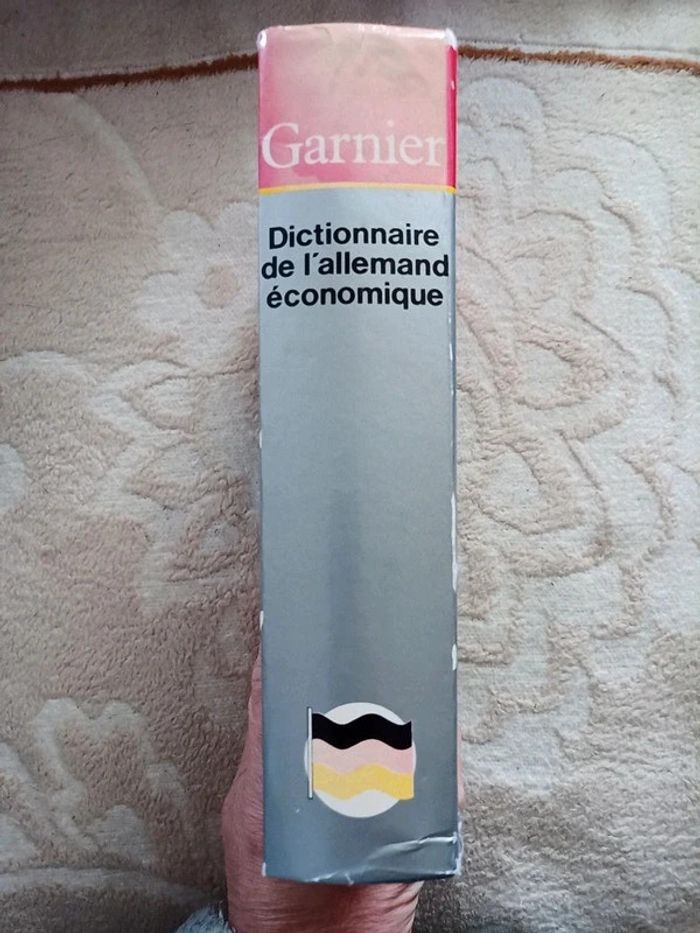 Garnier
Dictionnaire
de l'allemand
économique